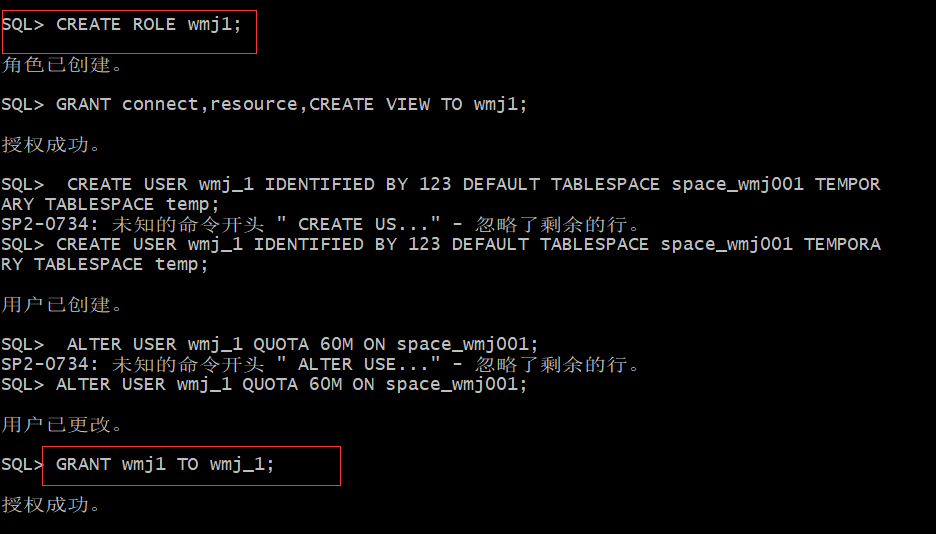 SQL> CREATE ROLE wmj1;
角色已创建。
SQL> GRANT connect,resource,CREATE VIEW TO wmj1;
授权成功。
SQL>  CREATE USER wmj_1 IDENTIFIED BY 123 DEFAULT TABLESPACE space_wmj001 TEMPOR
ARY TABLESPACE temp;
SP2-0734: 未知的命令开头 " CREATE US..." - 忽略了剩余的行。
SQL> CREATE USER wmj_1 IDENTIFIED BY 123 DEFAULT TABLESPACE space_wmj001 TEMPORA
RY TABLESPACE temp;
用户已创建。
SQL>  ALTER USER wmj_1 QUOTA 60M ON space_wmj001;
SP2-0734: 未知的命令开头 " ALTER USE..." - 忽略了剩余的行。
SQL> ALTER USER wmj_1 QUOTA 60M ON space_wmj001;
用户已更改。
SQL> GRANT wmj1 TO wmj_1;
授权成功。